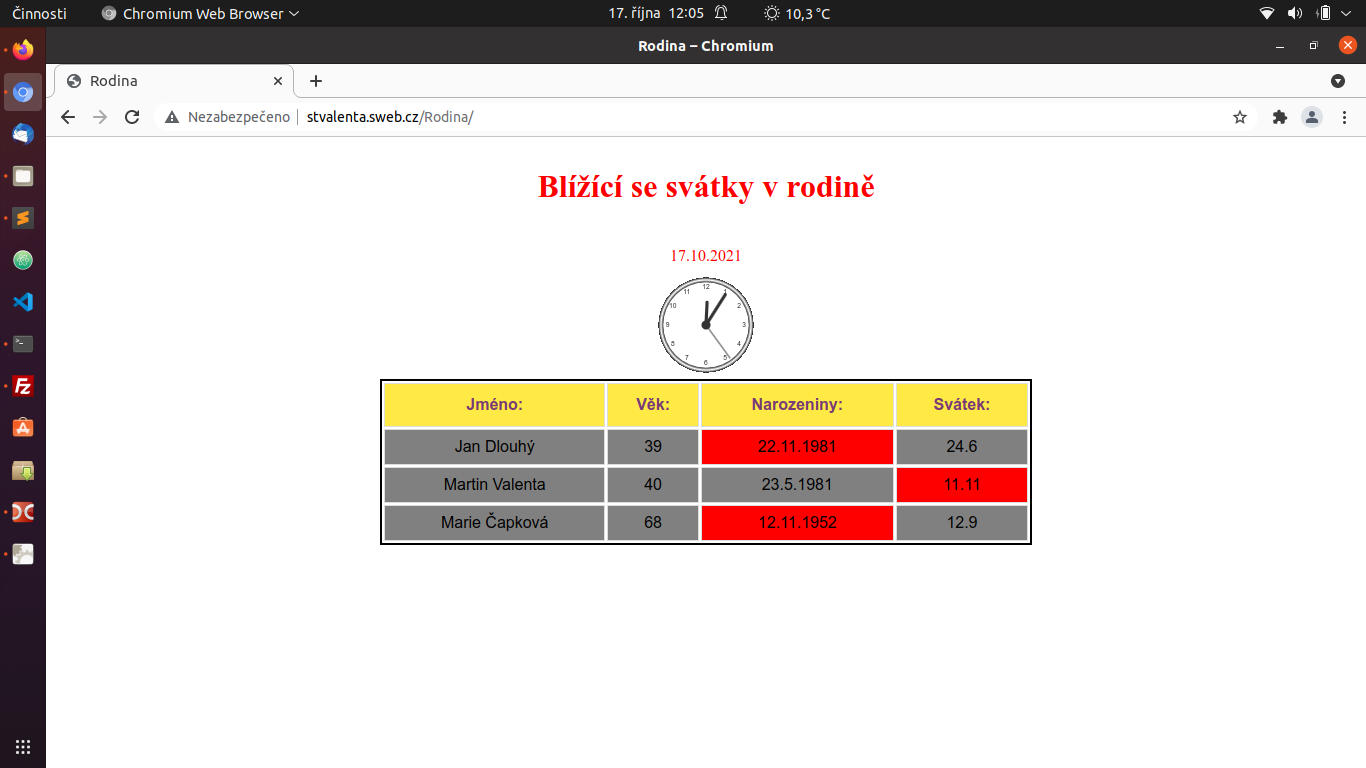 Činnosti Chromium Web Browser 17. října 12:05 10,3 °C
Rodina – Chromium
Rodina
Nezabezpečeno stvalenta.sweb.cz/Rodina/
Blížící se svátky v rodině
17.10.2021
12
11 1
10 2
9 3
8 4
7 5
6
Jméno: Věk: Narozeniny: Svátek:
Jan Dlouhý 39 22.11.1981 24.6
Martin Valenta 40 23.5.1981 11.11
Marie Čapková 68 12.11.1952 12.9